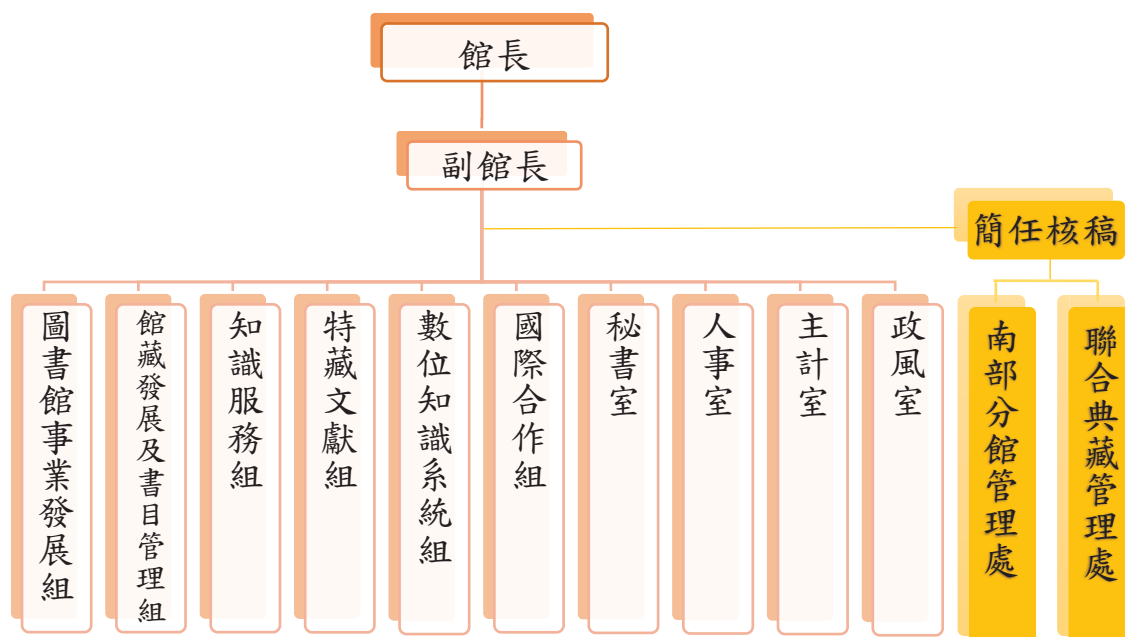 館長
副館長
簡任核稿
圖書館事業發展組
館藏發展及書目管理組
知識服務組
特藏文獻組
數位知識系統組
國際合作組
秘書室
人事室
主計室
政風室
南部分館管理處
聯合典藏管理處